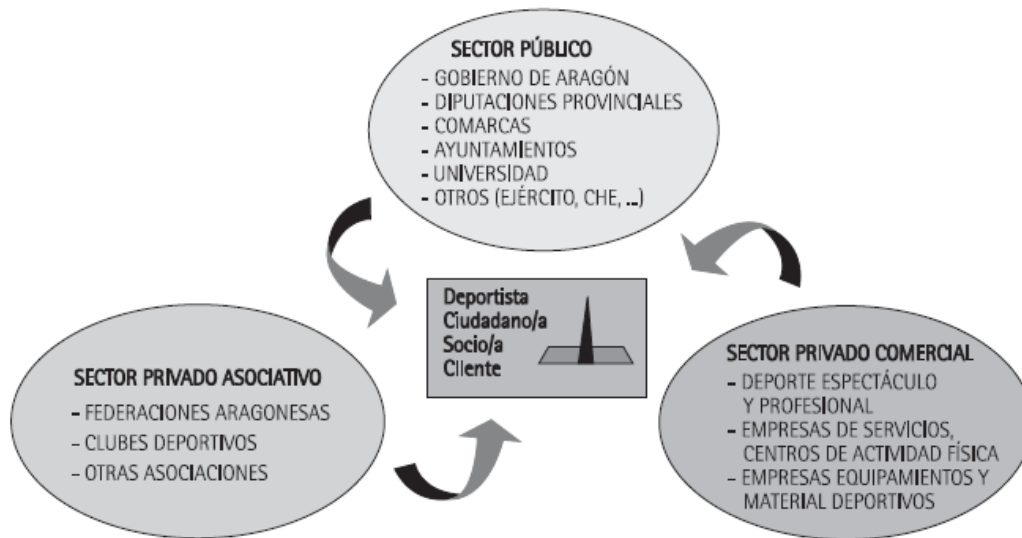 SECTOR PÚBLICO
- GOBIERNO DE ARAGÓN
- DIPUTACIONES PROVINCIALES
- COMARCAS
- AYUNTAMIENTOS
- UNIVERSIDAD
- OTROS (EJÉRCITO, CHE, ...)
Deportista
Ciudadano/a
Socio/a
Cliente
SECTOR PRIVADO ASOCIATIVO
- FEDERACIONES ARAGONESAS
- CLUBES DEPORTIVOS
- OTRAS ASOCIACIONES
SECTOR PRIVADO COMERCIAL
- DEPORTE ESPECTÁCULO
Y PROFESIONAL
- EMPRESAS DE SERVICIOS,
CENTROS DE ACTIVIDAD FÍSICA
- EMPRESAS EQUIPAMIENTOS Y
MATERIAL DEPORTIVOS